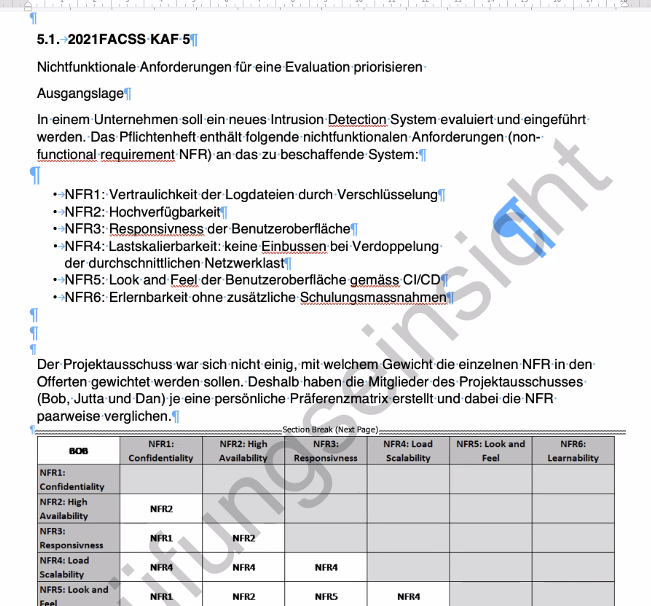 5.1. 2021FACSS KAF 5
Nichtfunktionale Anforderungen für eine Evaluation priorisieren
Ausgangslage
In einem Unternehmen soll ein neues Intrusion Detection System evaluiert und eingeführt
werden. Das Pflichtenheft enthält folgende nichtfunktionalen Anforderungen (non-
functional requirement NFR) an das zu beschaffende System:
• NFR1: Vertraulichkeit der Logdateien durch Verschlüsselung
• NFR2: Hochverfügbarkeit
• NFR3: Responsivness der Benutzeroberfläche
• NFR4: Lastskalierbarkeit: keine Einbussen bei Verdoppelung
der durchschnittlichen Netzwerklast
• NFR5: Look and Feel der Benutzeroberfläche gemäss CI/CD
• NFR6: Erlernbarkeit ohne zusätzliche Schulungsmassnahmen
Der Projektausschuss war sich nicht einig, mit welchem Gewicht die einzelnen NFR in den
Offerten gewichtet werden sollen. Deshalb haben die Mitglieder des Projektausschusses
(Bob, Jutta und Dan) je eine persönliche Präferenzmatrix erstellt und dabei die NFR
paarweise verglichen.
Section Break (Next Page)
BOB NFR1: Confidentiality NFR2: High Availability NFR3: Responsivness NFR4: Load Scalability NFR5: Look and Feel NFR6: Learnability
NFR1: Confidentiality
NFR2: High Availability NFR2
NFR3: Responsivness NFR1 NFR2
NFR4: Load Scalability NFR4 NFR4 NFR4
NFR5: Look and Feel NFR1 NFR2 NFR5 NFR4
üfungseinsicht